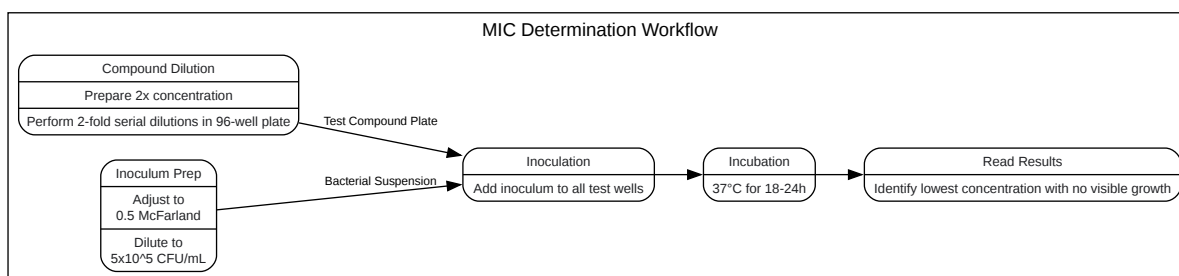 MIC Determination Workflow
Compound Dilution
Prepare 2x concentration
Perform 2-fold serial dilutions in 96-well plate
Test Compound Plate
Inoculum Prep
Adjust to
0.5 McFarland
Dilute to
5x10^5 CFU/mL
Bacterial Suspension
Inoculation
Add inoculum to all test wells
Incubation
37°C for 18-24h
Read Results
Identify lowest concentration with no visible growth